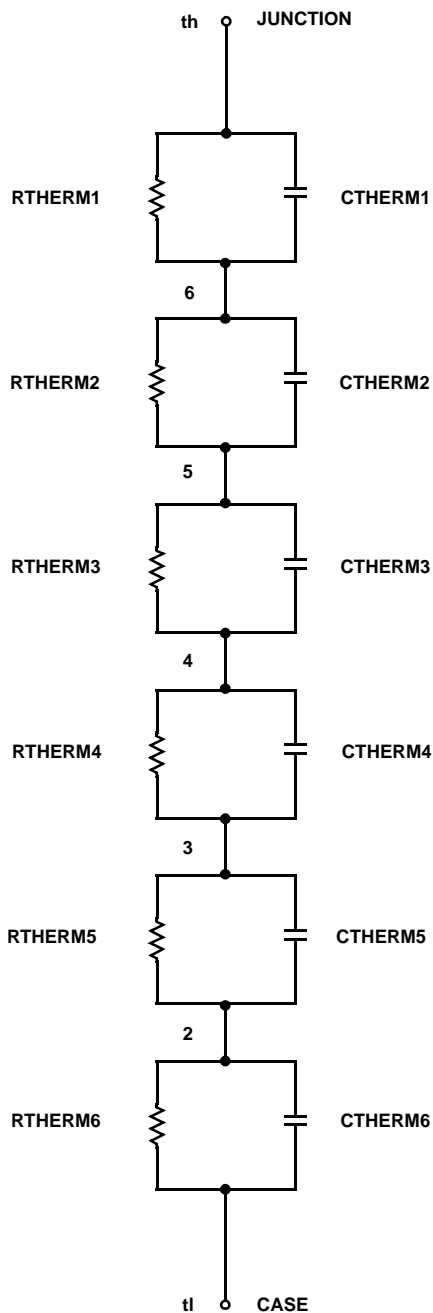 th JUNCTION
RTHERM1 CTHERM1
6
RTHERM2 CTHERM2
5
RTHERM3 CTHERM3
4
RTHERM4 CTHERM4
3
RTHERM5 CTHERM5
2
RTHERM6 CTHERM6
tl CASE